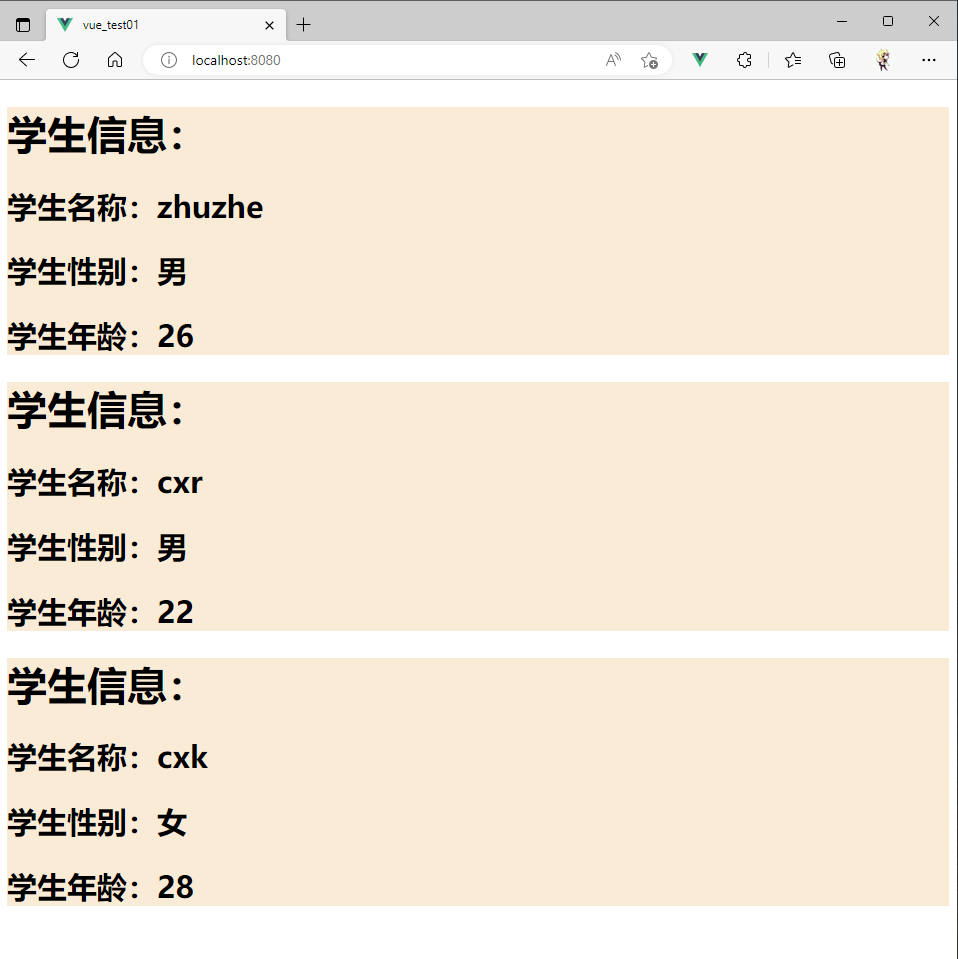 vue_test01
localhost:8080
学生信息：
学生名称：zhuzhe
学生性别：男
学生年龄：26
学生信息：
学生名称：cxr
学生性别：男
学生年龄：22
学生信息：
学生名称：cxk
学生性别：女
学生年龄：28